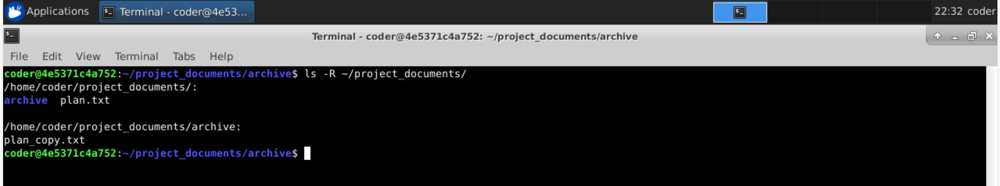 Applications Terminal - coder@4e53... 22:32 coder
Terminal - coder@4e5371c4a752: ~/project_documents/archive
File Edit View Terminal Tabs Help
coder@4e5371c4a752:~/project_documents/archive$ ls -R ~/project_documents/
/home/coder/project_documents/:
archive  plan.txt

/home/coder/project_documents/archive:
plan_copy.txt
coder@4e5371c4a752:~/project_documents/archive$